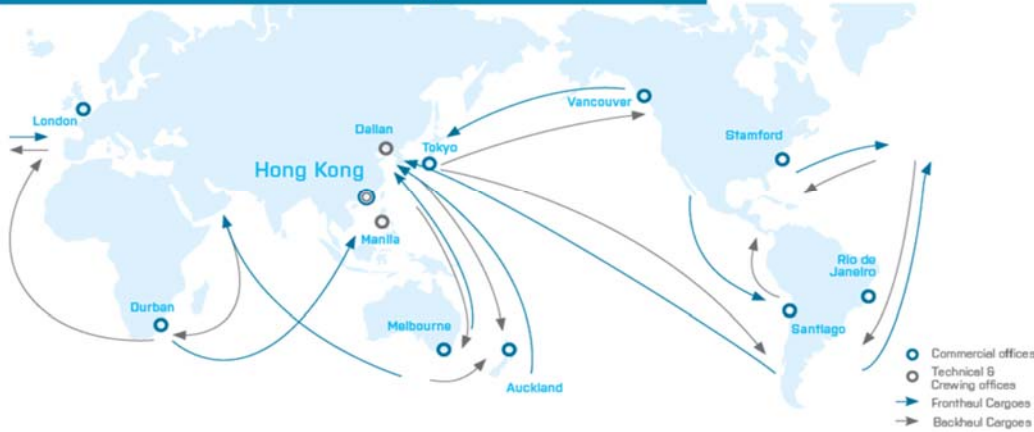 London
Dalian
Tokyo
Vancouver
Stamford
Hong Kong
Manila
Rio de
Janeiro
Durban
Melbourne
Santiago
Auckland
Commercial offices
Technical &
Crewing offices
Fronthaul Cargoes
Backhaul Cargoes